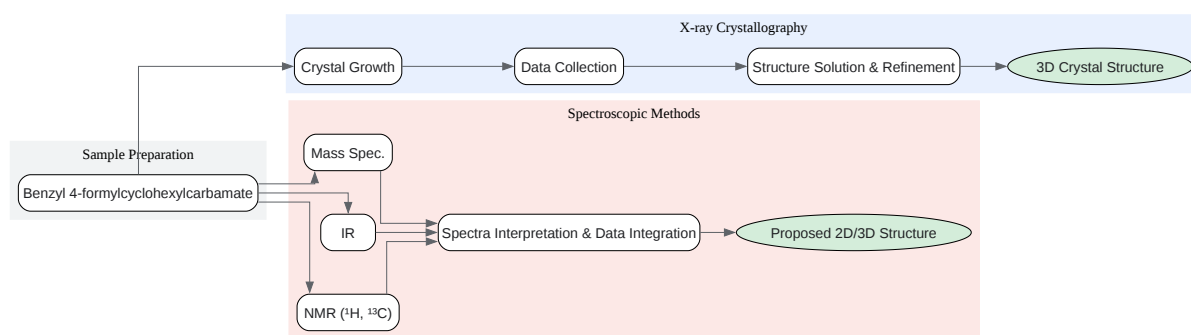 X-ray Crystallography
Crystal Growth
Data Collection
Structure Solution & Refinement
3D Crystal Structure
Spectroscopic Methods
Sample Preparation
Mass Spec.
Benzyl 4-formylcyclohexylcarbamate
IR
Spectra Interpretation & Data Integration
Proposed 2D/3D Structure
NMR (¹H, ¹³C)